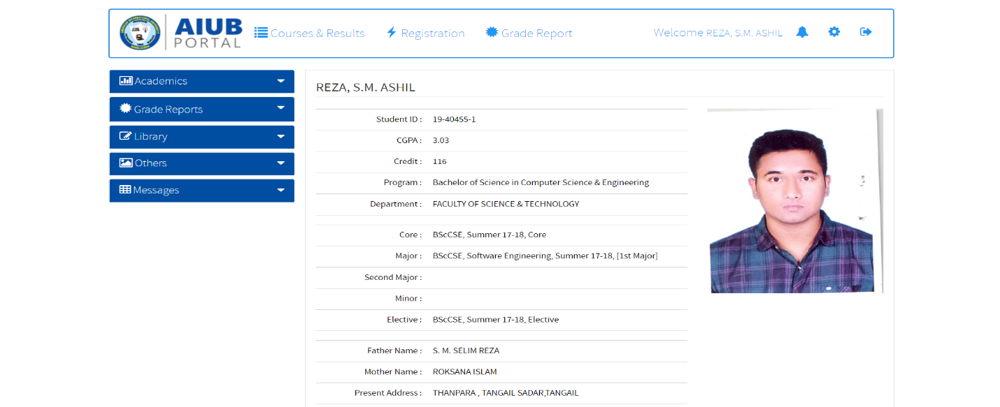 AIUB
PORTAL
Courses & Results
Registration
Grade Report
Welcome REZA, S.M. ASHIL
Academics
Grade Reports
Library
Others
Messages
REZA, S.M. ASHIL
Student ID : 19-40455-1
CGPA : 3.03
Credit : 116
Program : Bachelor of Science in Computer Science & Engineering
Department : FACULTY OF SCIENCE & TECHNOLOGY
Core : BScCSE, Summer 17-18, Core
Major : BScCSE, Software Engineering, Summer 17-18, [1st Major]
Second Major :
Minor :
Elective : BScCSE, Summer 17-18, Elective
Father Name : S. M. SELIM REZA
Mother Name : ROKSANA ISLAM
Present Address : THANPARA , TANGAIL SADAR,TANGAIL